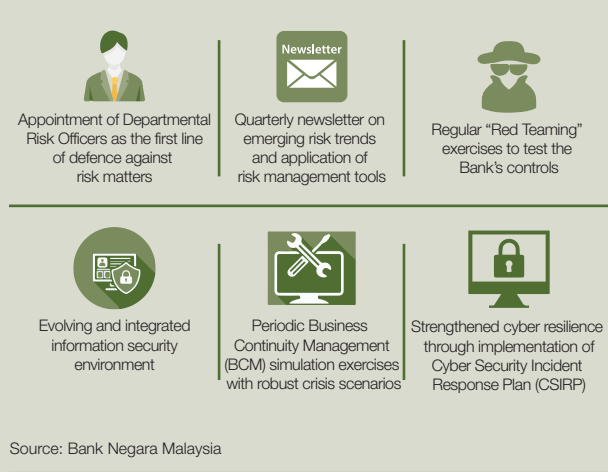 Appointment of Departmental
Risk Officers as the first line
of defence against
risk matters
Newsletter
Quarterly newsletter on
emerging risk trends
and application of
risk management tools
Regular “Red Teaming”
exercises to test the
Bank’s controls
Evolving and integrated
information security
environment
Periodic Business
Continuity Management
(BCM) simulation exercises
with robust crisis scenarios
Strengthened cyber resilience
through implementation of
Cyber Security Incident
Response Plan (CSIRP)
Source: Bank Negara Malaysia